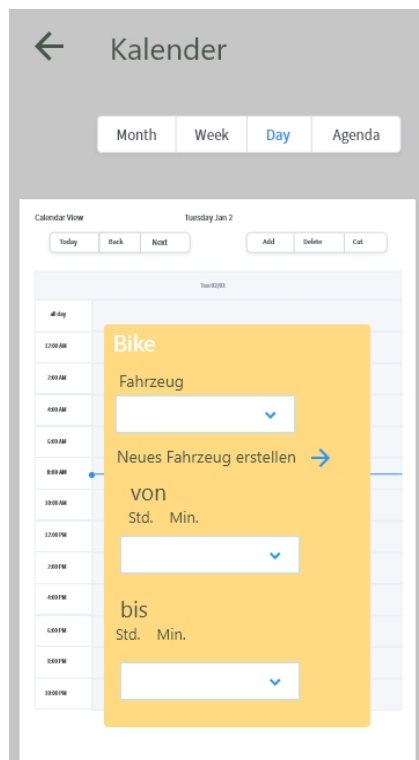 Kalender
Month Week Day Agenda
Calendar View Tuesday Jan 2
Today Back Next Add Delete Cut
Tue 02/01
all day
12:00 AM
2:00 AM
4:00 AM
6:00 AM
8:00 AM
10:00 AM
12:00 PM
2:00 PM
4:00 PM
6:00 PM
8:00 PM
10:00 PM
Bike
Fahrzeug
Neues Fahrzeug erstellen
von
Std. Min.
bis
Std. Min.